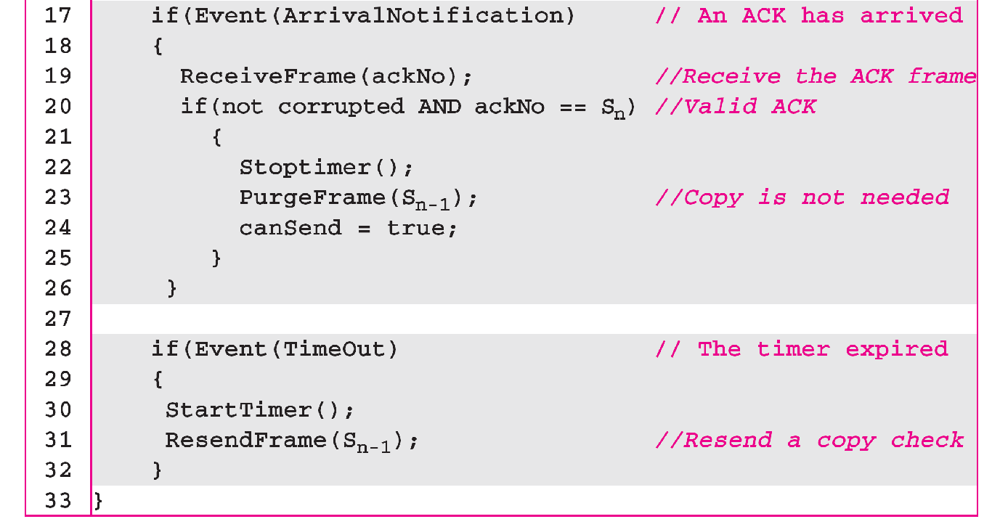 17 if(Event(ArrivalNotification) // An ACK has arrived
18 {
19 ReceiveFrame(ackNo); //Receive the ACK frame
20 if(not corrupted AND ackNo == Sn) //Valid ACK
21 {
22 Stoptimer();
23 PurgeFrame(Sn-1); //Copy is not needed
24 canSend = true;
25 }
26 }
27
28 if(Event(TimeOut) // The timer expired
29 {
30 StartTimer();
31 ResendFrame(Sn-1); //Resend a copy check
32 }
33 }